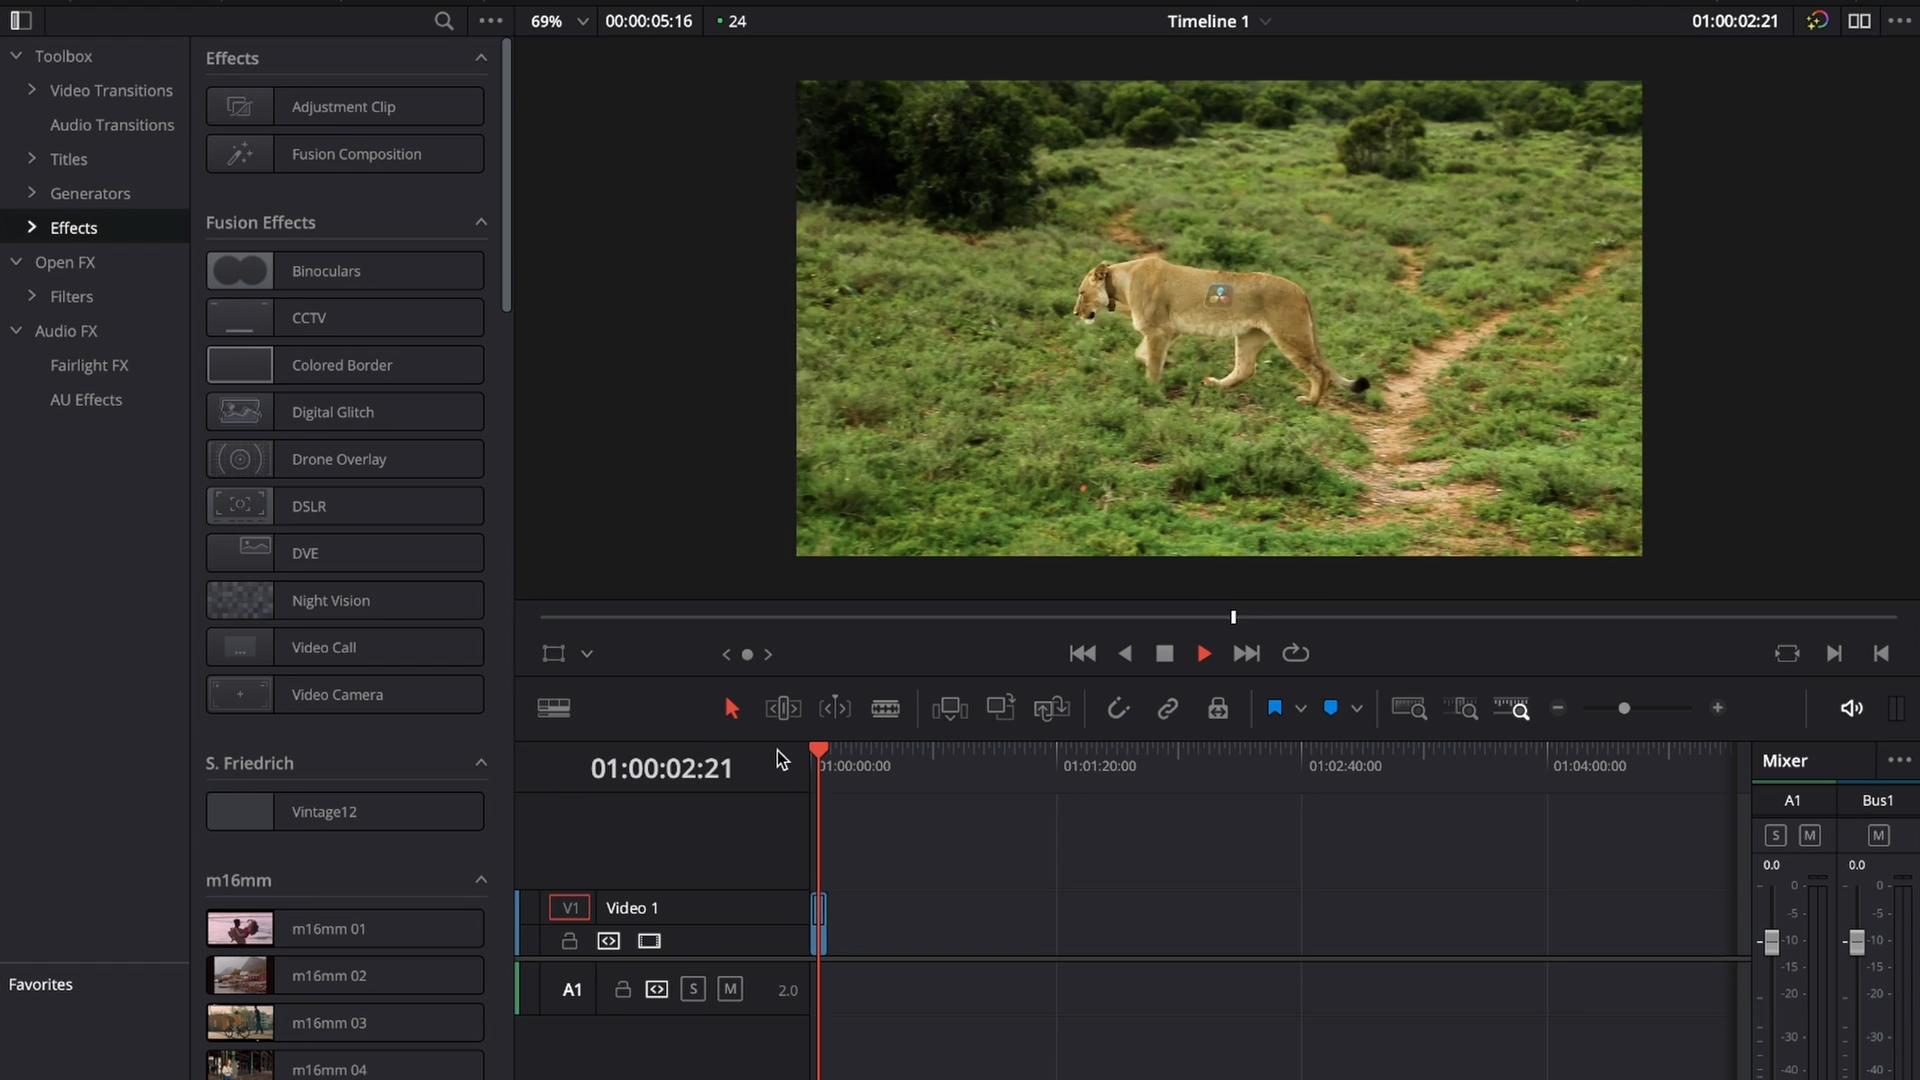 69%
00:00:05:16
24
Timeline 1
01:00:02:21
Toolbox
Video Transitions
Audio Transitions
Titles
Generators
Effects
Open FX
Filters
Audio FX
Fairlight FX
AU Effects
Favorites
Effects
Adjustment Clip
Fusion Composition
Fusion Effects
Binoculars
CCTV
Colored Border
Digital Glitch
Drone Overlay
DSLR
DVE
Night Vision
Video Call
Video Camera
S. Friedrich
Vintage12
m16mm
m16mm 01
m16mm 02
m16mm 03
m16mm 04
01:00:02:21
01:00:00:00
01:01:20:00
01:02:40:00
01:04:00:00
V1
Video 1
A1
S
M
2.0
Mixer
A1
Bus1
S
M
M
0.0
0.0
0
0
-5
-5
-10
-10
-15
-15
-20
-20
-30
-30
-40
-40